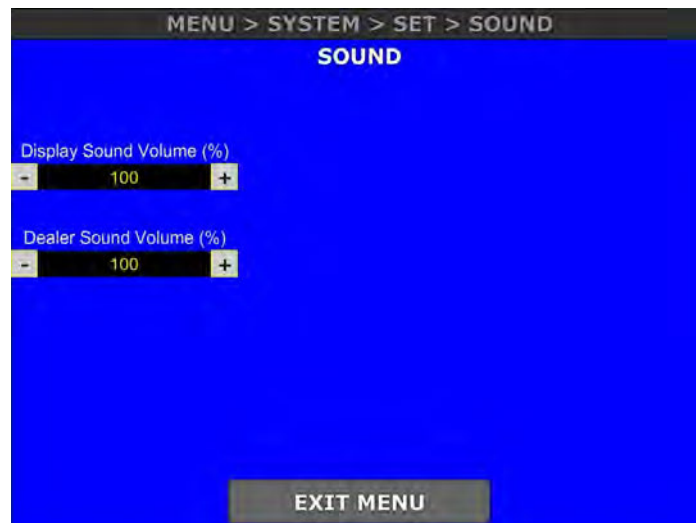 MENU > SYSTEM > SET > SOUND
SOUND
Display Sound Volume (%)
- 100 +
Dealer Sound Volume (%)
- 100 +
EXIT MENU